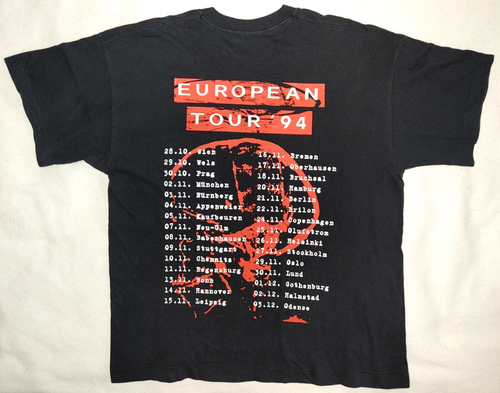 EUROPEAN
TOUR '94
28.10. Wien
29.10. Wels
30.10. Prag
02.11. München
03.11. Nürnberg
04.11. Appenweier
05.11. Kaufbeuren
07.11. Neu-Ulm
08.11. Babenhausen
09.11. Stuttgart
10.11. Chemnitz
11.11. Regensburg
13.11. Bonn
14.11. Hannover
15.11. Leipzig
16.11. Bremen
17.11. Oberhausen
18.11. Bruchsal
20.11. Hamburg
21.11. Berlin
22.11. Brilon
24.11. Copenhagen
25.11. Olofstrom
26.11. Helsinki
27.11. Stockholm
29.11. Oslo
30.11. Lund
01.12. Gothenburg
02.12. Halmstad
03.12. Odense